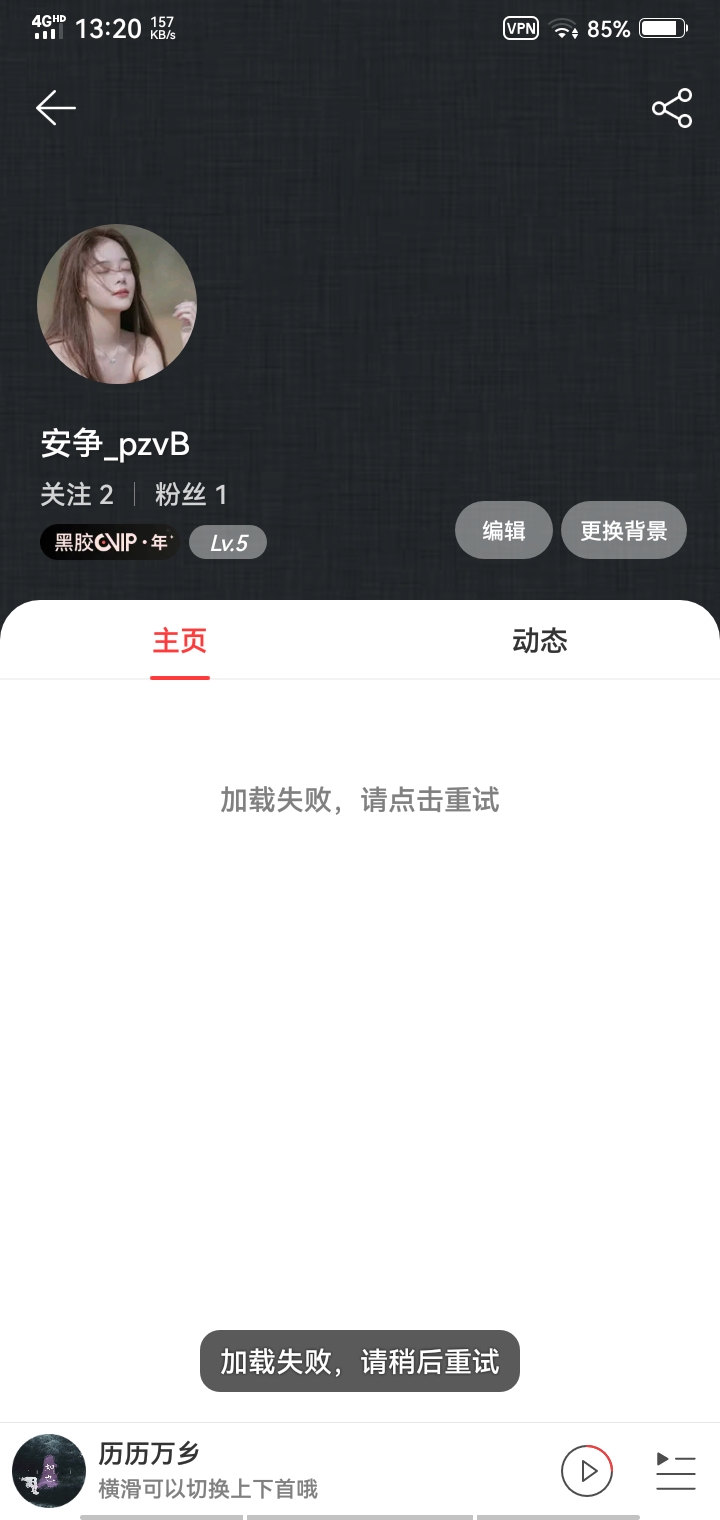 4G HD 13:20 157 KB/s VPN 85%
安争_pzvB
关注 2 粉丝 1
黑胶VIP·年 Lv.5
编辑 更换背景
主页 动态
加载失败，请点击重试
加载失败，请稍后重试
历历万乡
横滑可以切换上下首哦